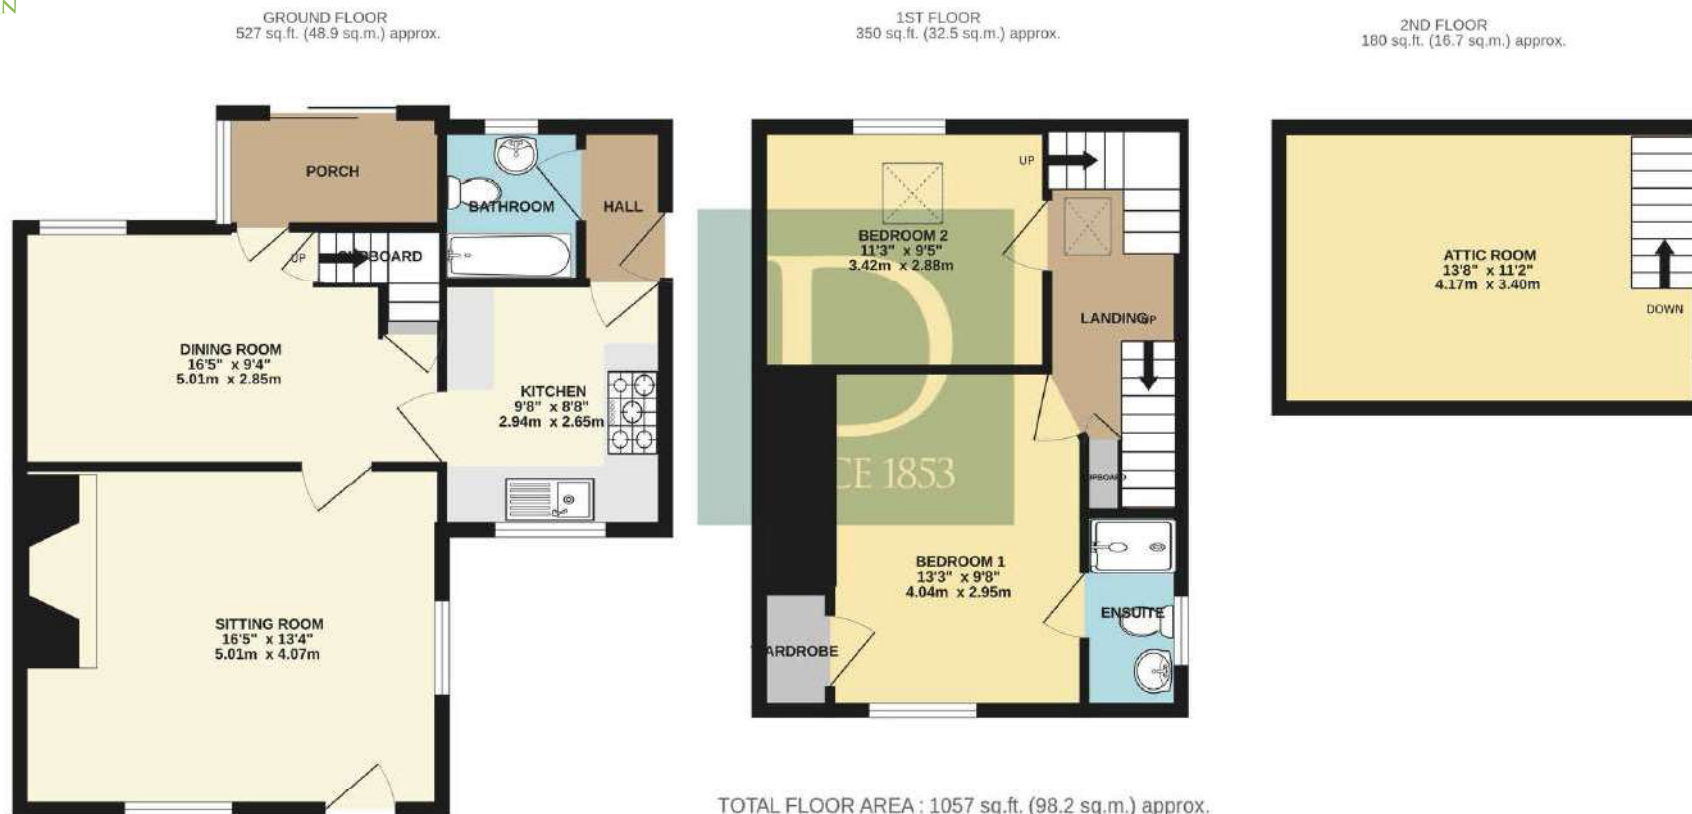 N
GROUND FLOOR
527 sq.ft. (48.9 sq.m.) approx.
1ST FLOOR
350 sq.ft. (32.5 sq.m.) approx.
2ND FLOOR
180 sq.ft. (16.7 sq.m.) approx.
PORCH
BATHROOM
HALL
UP
CUPBOARD
DINING ROOM
16'5" x 9'4"
5.01m x 2.85m
KITCHEN
9'8" x 8'8"
2.94m x 2.65m
SITTING ROOM
16'5" x 13'4"
5.01m x 4.07m
UP
BEDROOM 2
11'3" x 9'5"
3.42m x 2.88m
LANDING
UP
D
CE 1853
CUPBOARD
BEDROOM 1
13'3" x 9'8"
4.04m x 2.95m
ENSUITE
WARDROBE
ATTIC ROOM
13'8" x 11'2"
4.17m x 3.40m
DOWN
TOTAL FLOOR AREA : 1057 sq.ft. (98.2 sq.m.) approx.